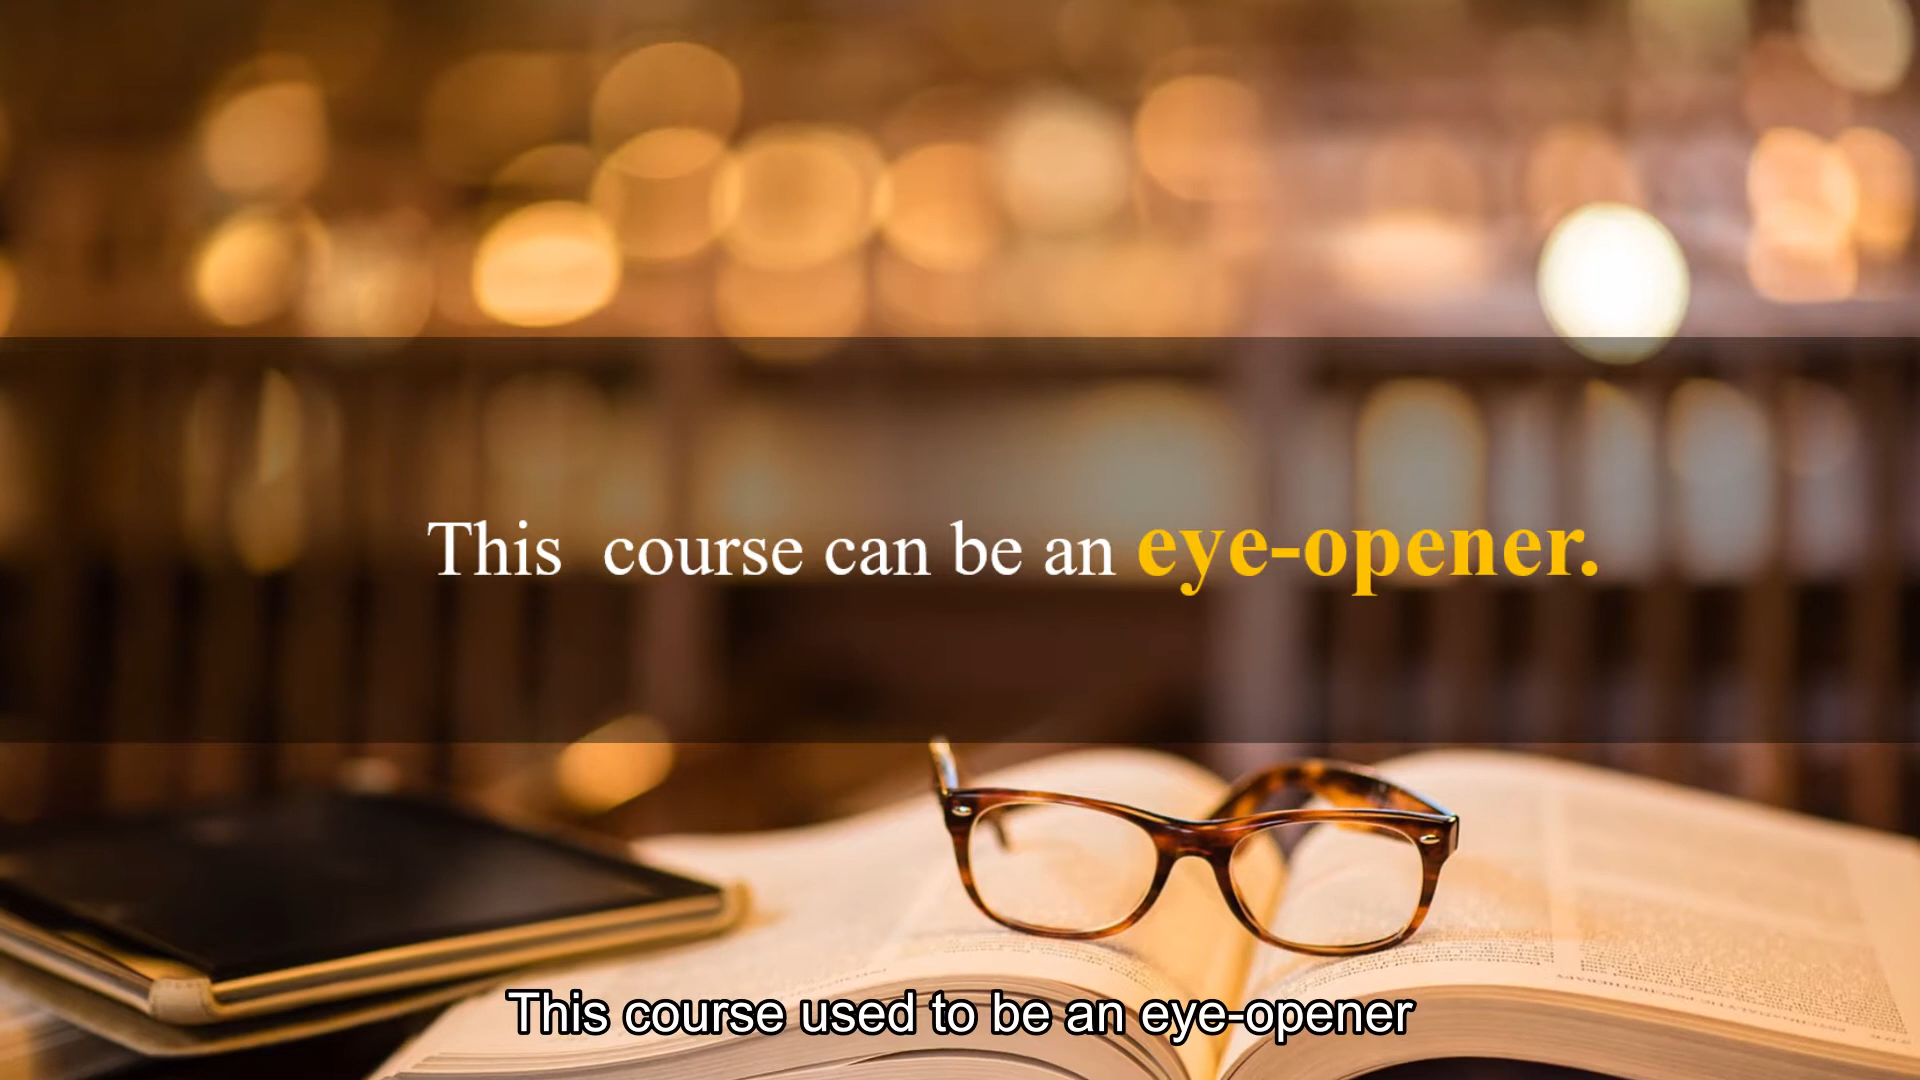 This  course can be an eye-opener.
This course used to be an eye-opener